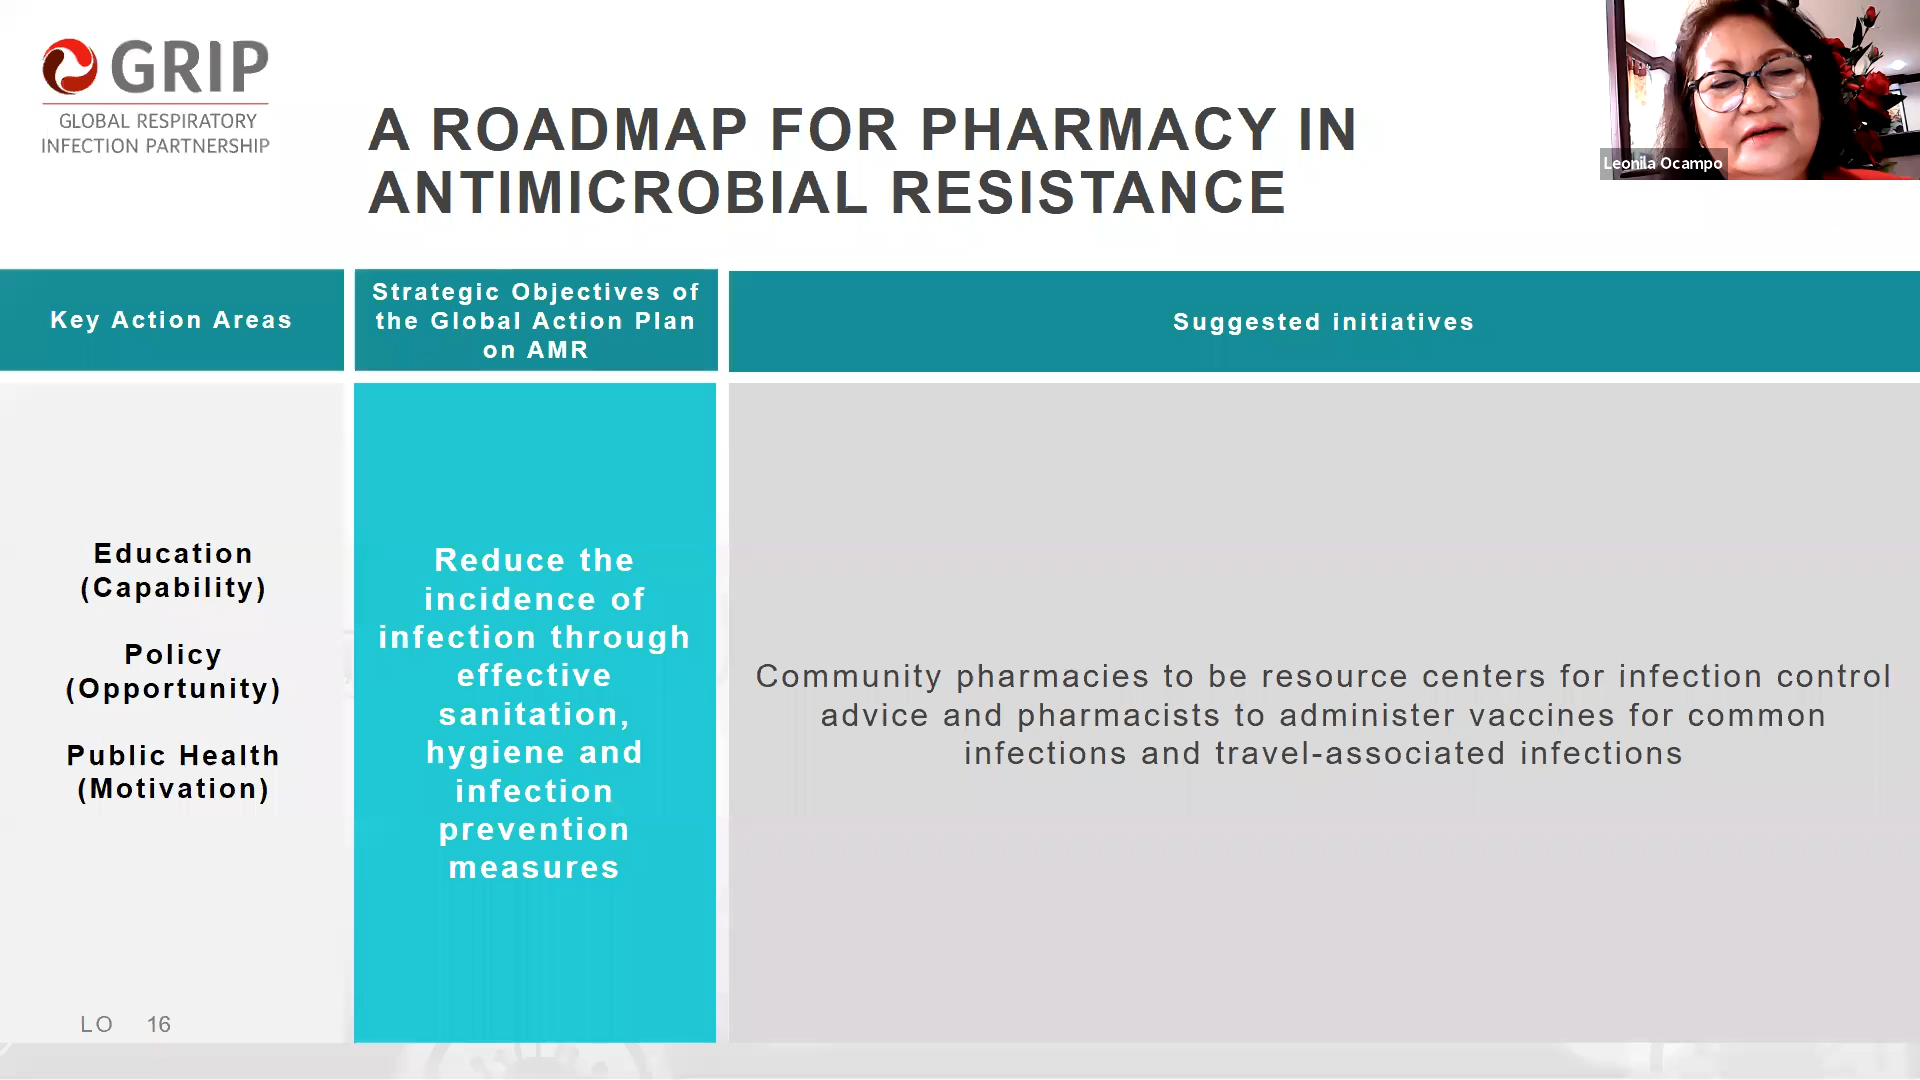 GRIP
GLOBAL RESPIRATORY
INFECTION PARTNERSHIP
A ROADMAP FOR PHARMACY IN
ANTIMICROBIAL RESISTANCE
Leonila Ocampo
Key Action Areas
Strategic Objectives of
the Global Action Plan
on AMR
Suggested initiatives
Education
(Capability)
Policy
(Opportunity)
Public Health
(Motivation)
Reduce the
incidence of
infection through
effective
sanitation,
hygiene and
infection
prevention
measures
Community pharmacies to be resource centers for infection control
advice and pharmacists to administer vaccines for common
infections and travel-associated infections
LO 16